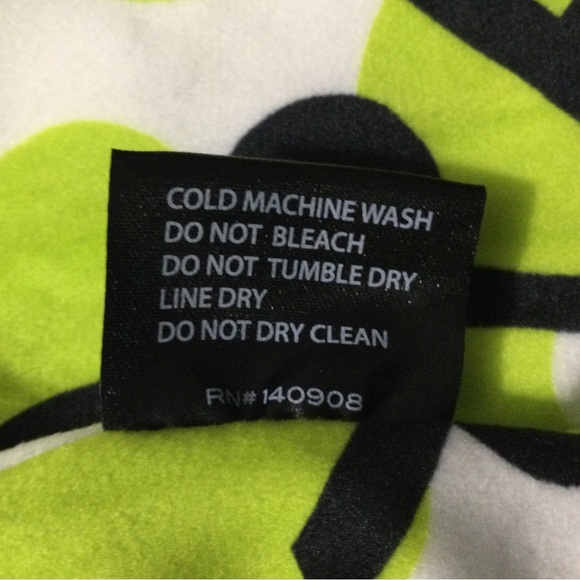 COLD MACHINE WASH
DO NOT BLEACH
DO NOT TUMBLE DRY
LINE DRY
DO NOT DRY CLEAN
RN# 140908